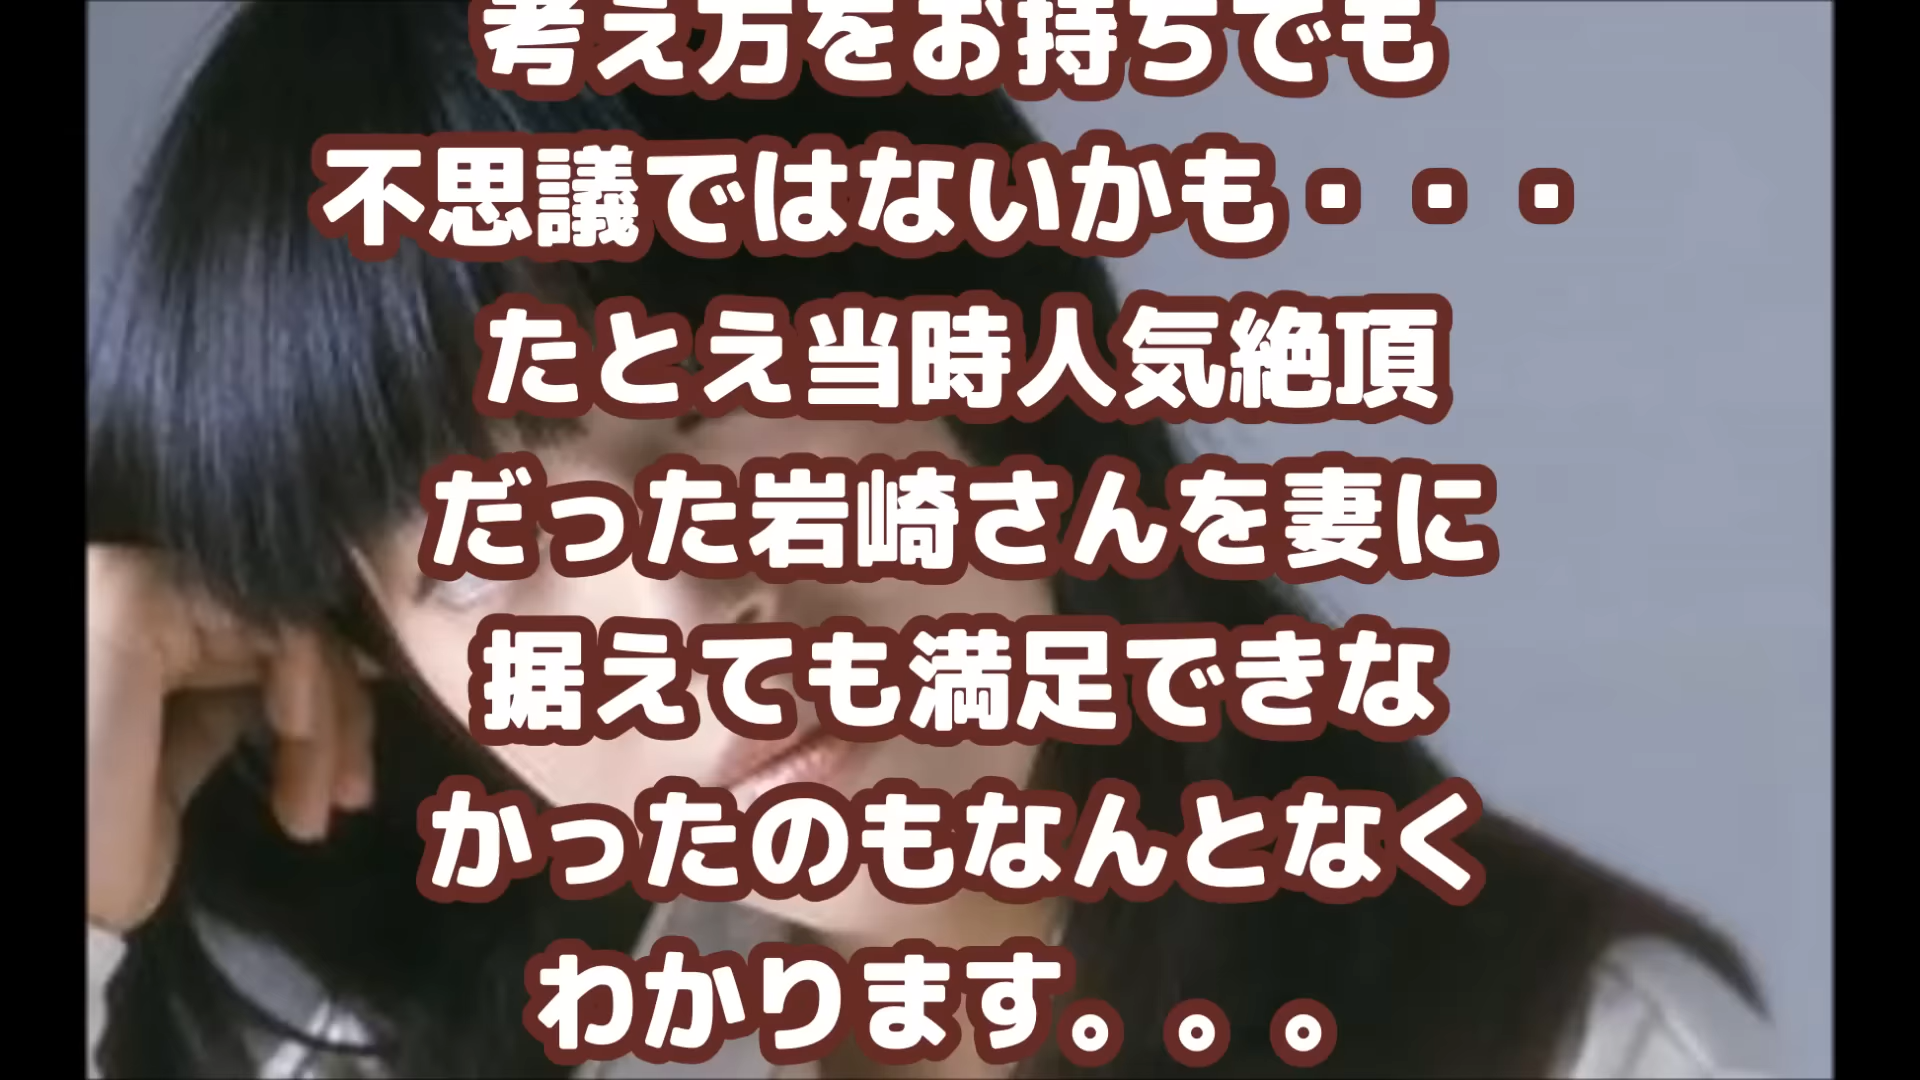 考え方をお持ちでも
不思議ではないかも・・・
たとえ当時人気絶頂
だった岩崎さんを妻に
据えても満足できな
かったのもなんとなく
わかります。。。